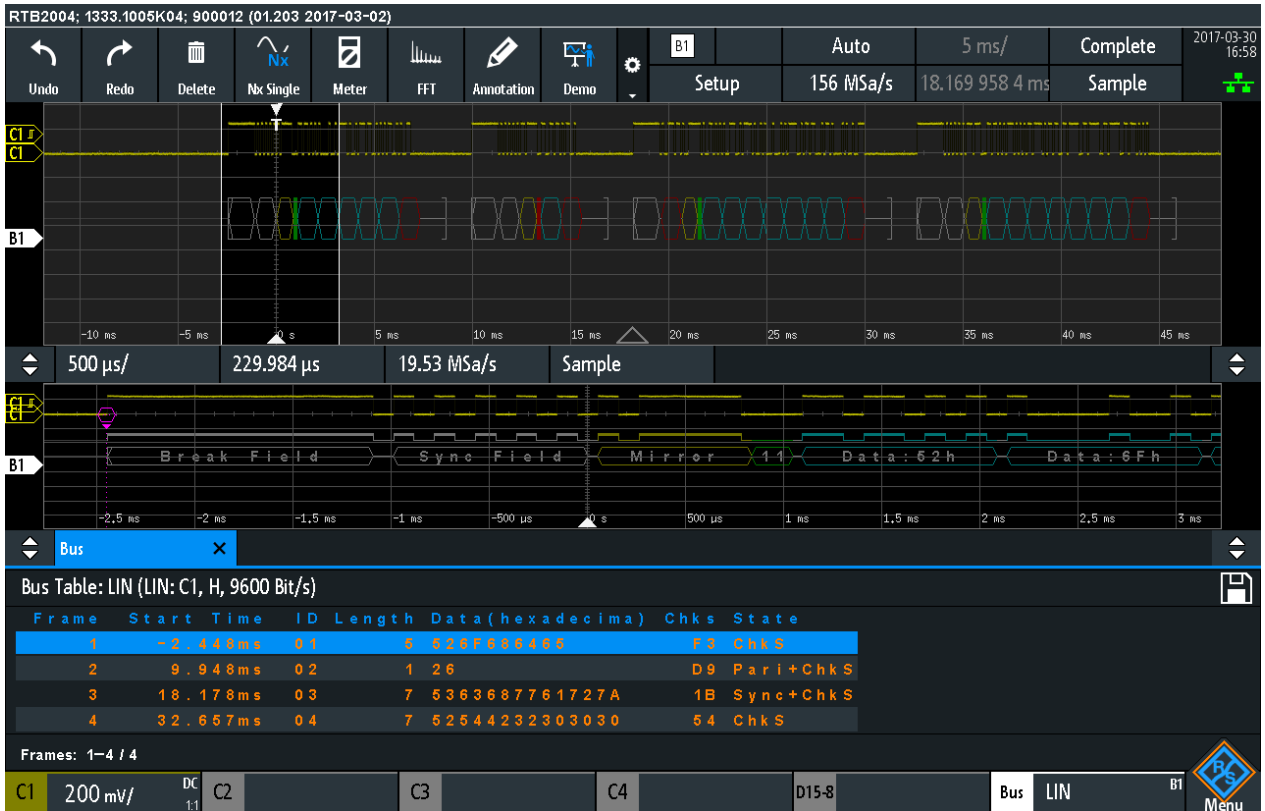 RTB2004; 1333.1005K04; 900012 (01.203 2017-03-02)
Undo Redo Delete Nx Single Meter FFT Annotation Demo
Nx
B1 Auto 5 ms/ Complete
Setup 156 MSa/s 18.169 958 4 ms Sample
2017-03-30
16:58
C1
C1
T
B1
-10 ms -5 ms 0 s 5 ms 10 ms 15 ms 20 ms 25 ms 30 ms 35 ms 40 ms 45 ms
500 µs/ 229.984 µs 19.53 MSa/s Sample
B1
Break Field Sync Field Mirror 11 Data:52h Data:6Fh
-2.5 ms -2 ms -1.5 ms -1 ms -500 µs 0 s 500 µs 1 ms 1.5 ms 2 ms 2.5 ms 3 ms
Bus
Bus Table: LIN (LIN: C1, H, 9600 Bit/s)
Frame Start Time ID Length Data(hexadecima) Chks State
1 -2.448ms 01 5 526F686465 F3 ChkS
2 9.948ms 02 1 26 D9 Pari+ChkS
3 18.178ms 03 7 5363687761727A 1B Sync+ChkS
4 32.657ms 04 7 52544232303030 54 ChkS
Frames: 1-4 / 4
C1 200 mV/ DC 1:1 C2 C3 C4 D15-8 Bus LIN B1
R&S
Menu